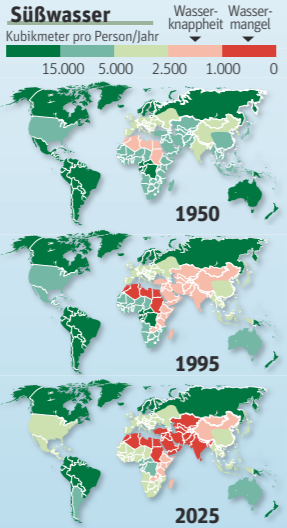 Süßwasser
Wasser-
knappheit
Wasser-
mangel
Kubikmeter pro Person/Jahr
15.000 5.000 2.500 1.000 0
1950
1995
2025